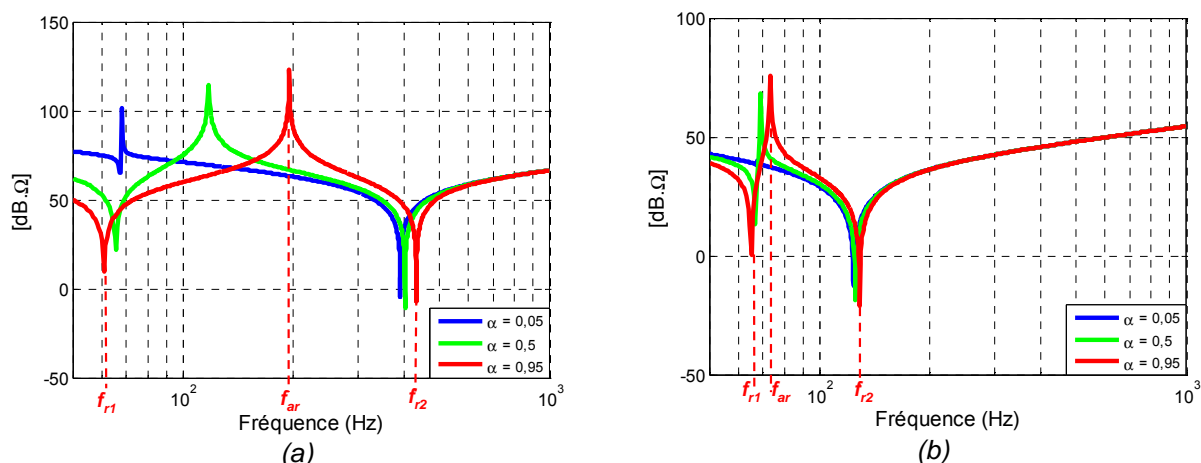 150
100
50
0
-50
[dB.Ω]
α = 0,05
α = 0,5
α = 0,95
f_r1
10^2
f_ar
f_r2
10^3
Fréquence (Hz)
(a)
100
50
0
-50
[dB.Ω]
α = 0,05
α = 0,5
α = 0,95
f_r1
f_ar
10^2
f_r2
10^3
Fréquence (Hz)
(b)